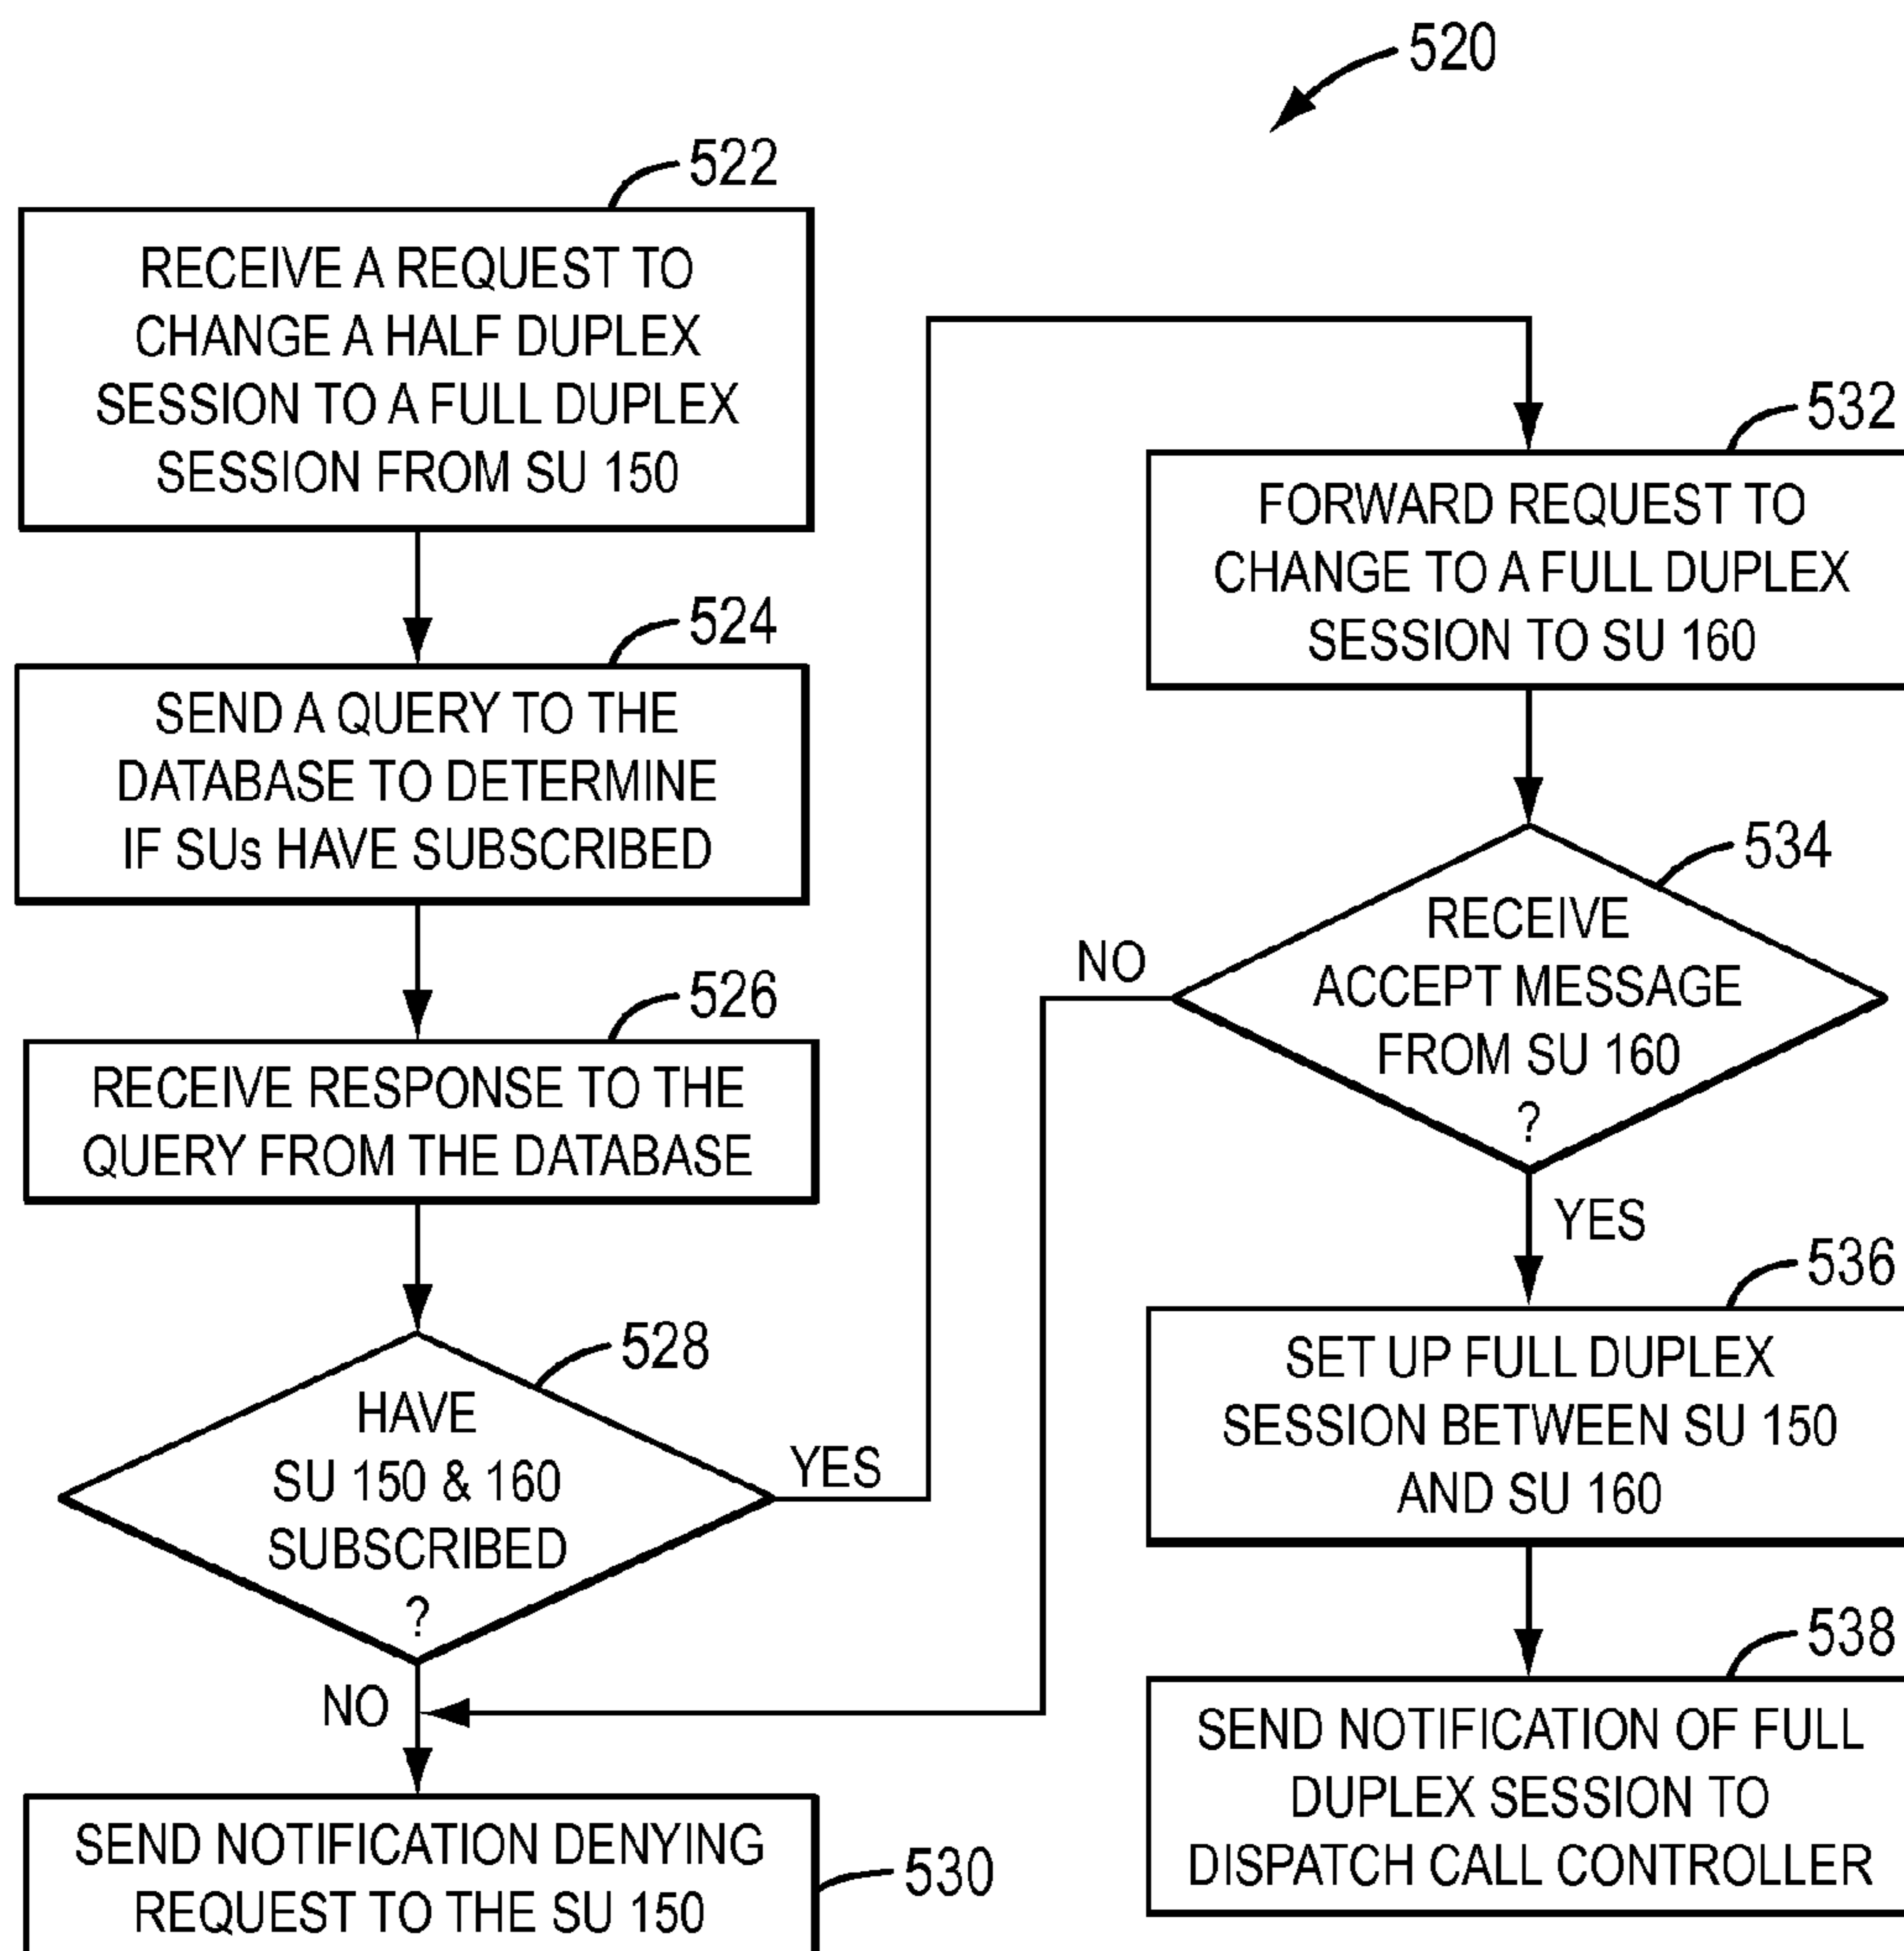 520
522
RECEIVE A REQUEST TO
CHANGE A HALF DUPLEX
SESSION TO A FULL DUPLEX
SESSION FROM SU 150
524
SEND A QUERY TO THE
DATABASE TO DETERMINE
IF SUs HAVE SUBSCRIBED
526
RECEIVE RESPONSE TO THE
QUERY FROM THE DATABASE
528
HAVE
SU 150 & 160
SUBSCRIBED
?
YES
NO
SEND NOTIFICATION DENYING
REQUEST TO THE SU 150
530
532
FORWARD REQUEST TO
CHANGE TO A FULL DUPLEX
SESSION TO SU 160
534
RECEIVE
ACCEPT MESSAGE
FROM SU 160
?
NO
YES
536
SET UP FULL DUPLEX
SESSION BETWEEN SU 150
AND SU 160
538
SEND NOTIFICATION OF FULL
DUPLEX SESSION TO
DISPATCH CALL CONTROLLER